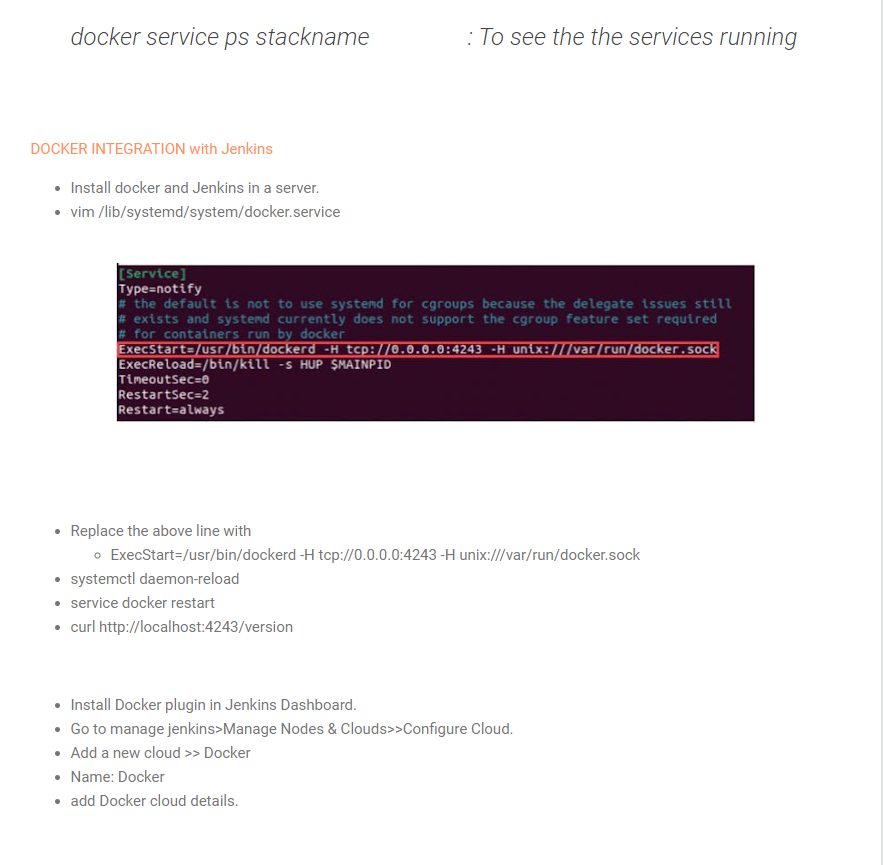 docker service ps stackname : To see the the services running
DOCKER INTEGRATION with Jenkins
• Install docker and Jenkins in a server.
• vim /lib/systemd/system/docker.service
[Service]
Type=notify
# the default is not to use systemd for cgroups because the delegate issues still
# exists and systemd currently does not support the cgroup feature set required
# for containers run by docker
ExecStart=/usr/bin/dockerd -H tcp://0.0.0.0:4243 -H unix:///var/run/docker.sock
ExecReload=/bin/kill -s HUP $MAINPID
TimeoutSec=0
RestartSec=2
Restart=always
• Replace the above line with
◦ ExecStart=/usr/bin/dockerd -H tcp://0.0.0.0:4243 -H unix:///var/run/docker.sock
• systemctl daemon-reload
• service docker restart
• curl http://localhost:4243/version
• Install Docker plugin in Jenkins Dashboard.
• Go to manage jenkins>Manage Nodes & Clouds>>Configure Cloud.
• Add a new cloud >> Docker
• Name: Docker
• add Docker cloud details.